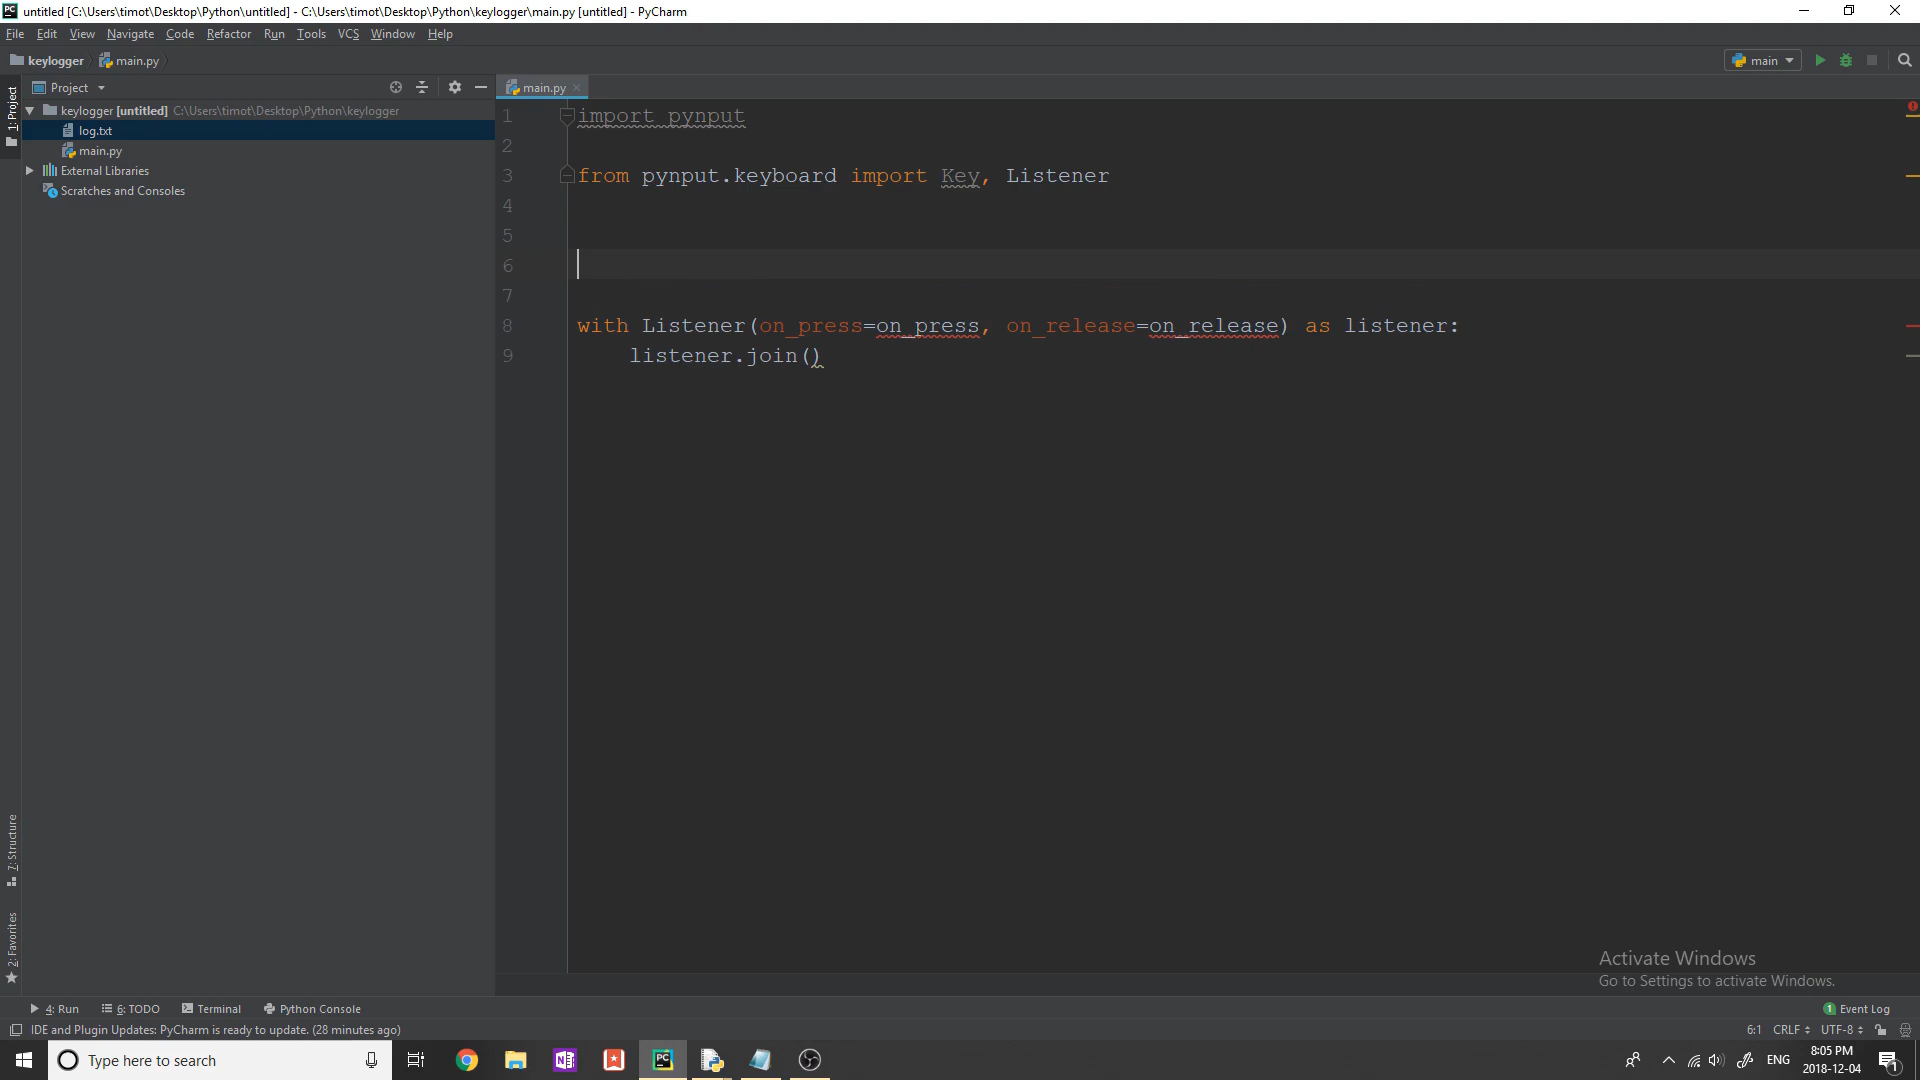 untitled [C:\Users\timot\Desktop\Python\untitled] - C:\Users\timot\Desktop\Python\keylogger\main.py [untitled] - PyCharm
File Edit View Navigate Code Refactor Run Tools VCS Window Help
keylogger main.py main
1: Project
Project
main.py
keylogger [untitled] C:\Users\timot\Desktop\Python\keylogger
log.txt
main.py
External Libraries
Scratches and Consoles
1 import pynput
2
3 from pynput.keyboard import Key, Listener
4
5
6
7
8 with Listener(on_press=on_press, on_release=on_release) as listener:
9 listener.join()
7: Structure
2: Favorites
Activate Windows
Go to Settings to activate Windows.
4: Run 6: TODO Terminal Python Console 1 Event Log
IDE and Plugin Updates: PyCharm is ready to update. (28 minutes ago) 6:1 CRLF UTF-8
Type here to search
ENG
8:05 PM
2018-12-04
1